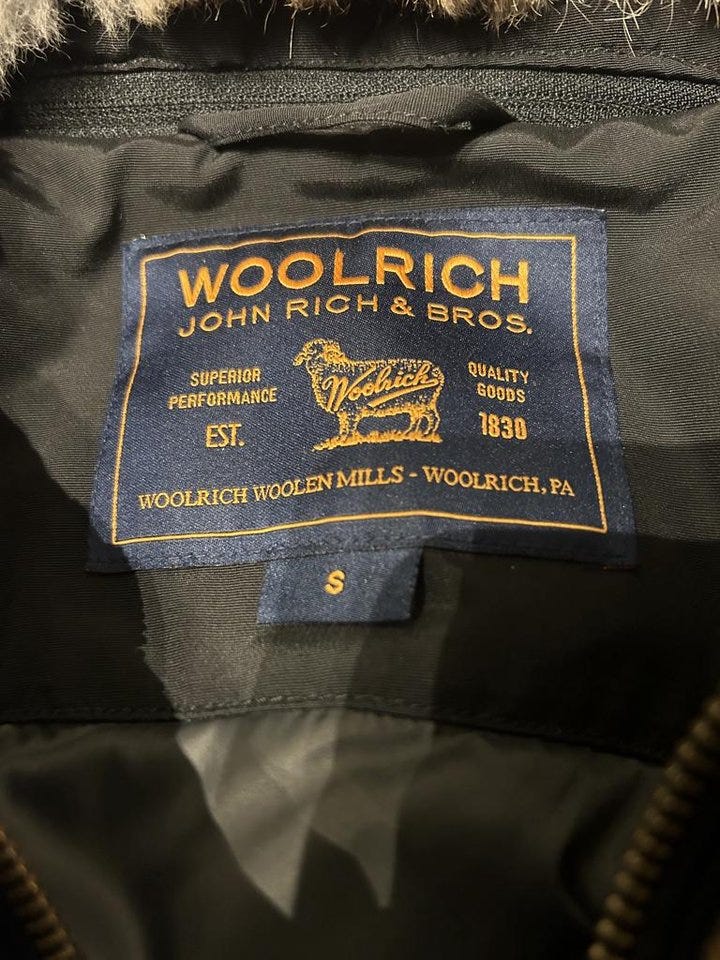 WOOLRICH
JOHN RICH & BROS.
SUPERIOR
PERFORMANCE
EST.
Woolrich
QUALITY
GOODS
1830
WOOLRICH WOOLEN MILLS - WOOLRICH, PA
S